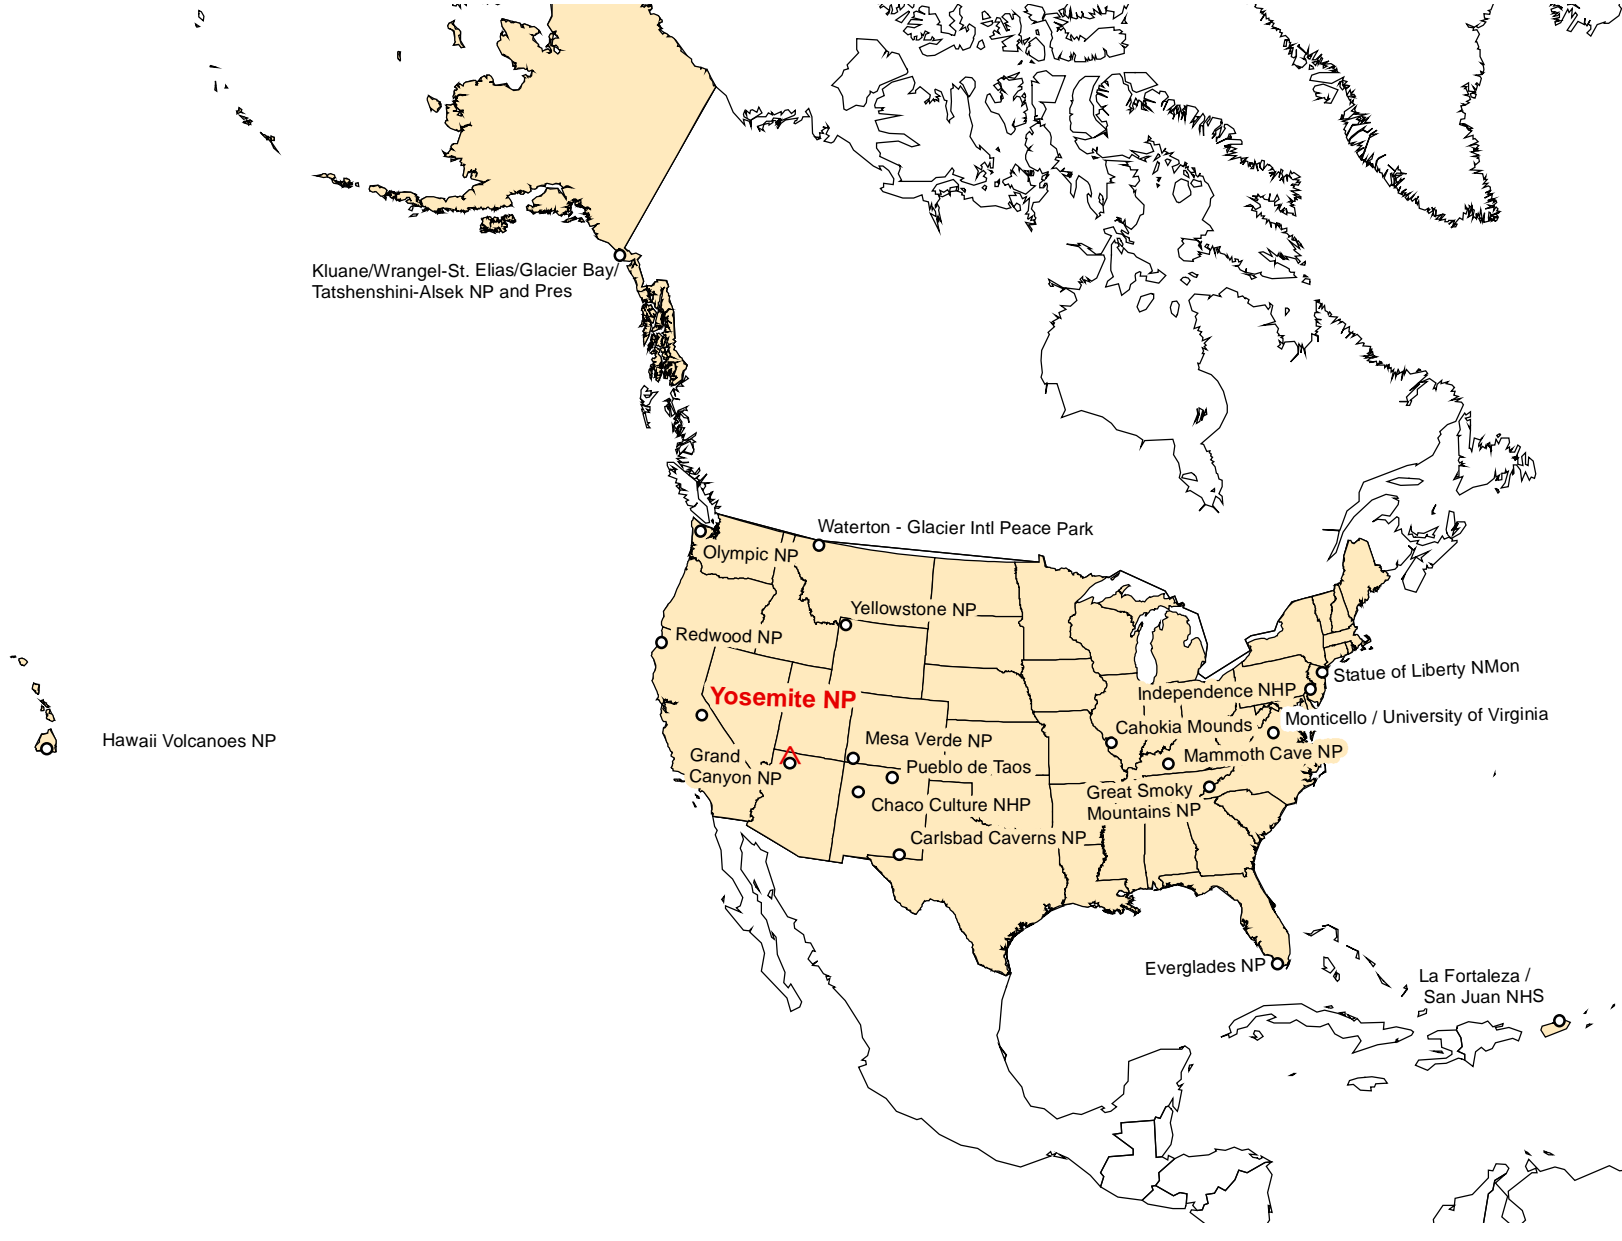 Kluane/Wrangel-St. Elias/Glacier Bay/
Tatshenshini-Alsek NP and Pres
Waterton - Glacier Intl Peace Park
Olympic NP
Yellowstone NP
Redwood NP
Statue of Liberty NMon
Independence NHP
Yosemite NP
Monticello / University of Virginia
Cahokia Mounds
Hawaii Volcanoes NP
Mesa Verde NP
Mammoth Cave NP
Grand
Canyon NP
Pueblo de Taos
Great Smoky
Mountains NP
Chaco Culture NHP
Carlsbad Caverns NP
Everglades NP
La Fortaleza /
San Juan NHS